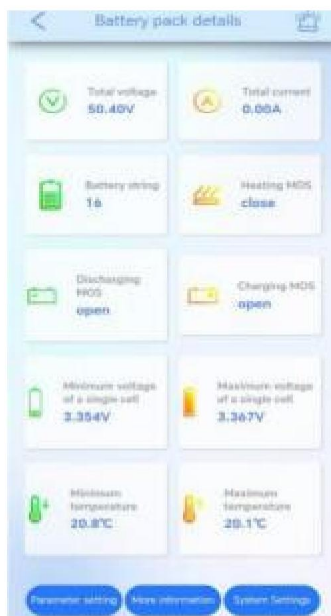 Battery pack details
Total voltage
50.40V
Total current
0.00A
Battery string
16
Heating MOS
close
Discharging
MOS
open
Charging MOS
open
Minimum voltage
of a single cell
3.354V
Maximum voltage
of a single cell
3.367V
Minimum
temperature
20.8℃
Maximum
temperature
20.1℃
Parameter setting
More information
System Settings